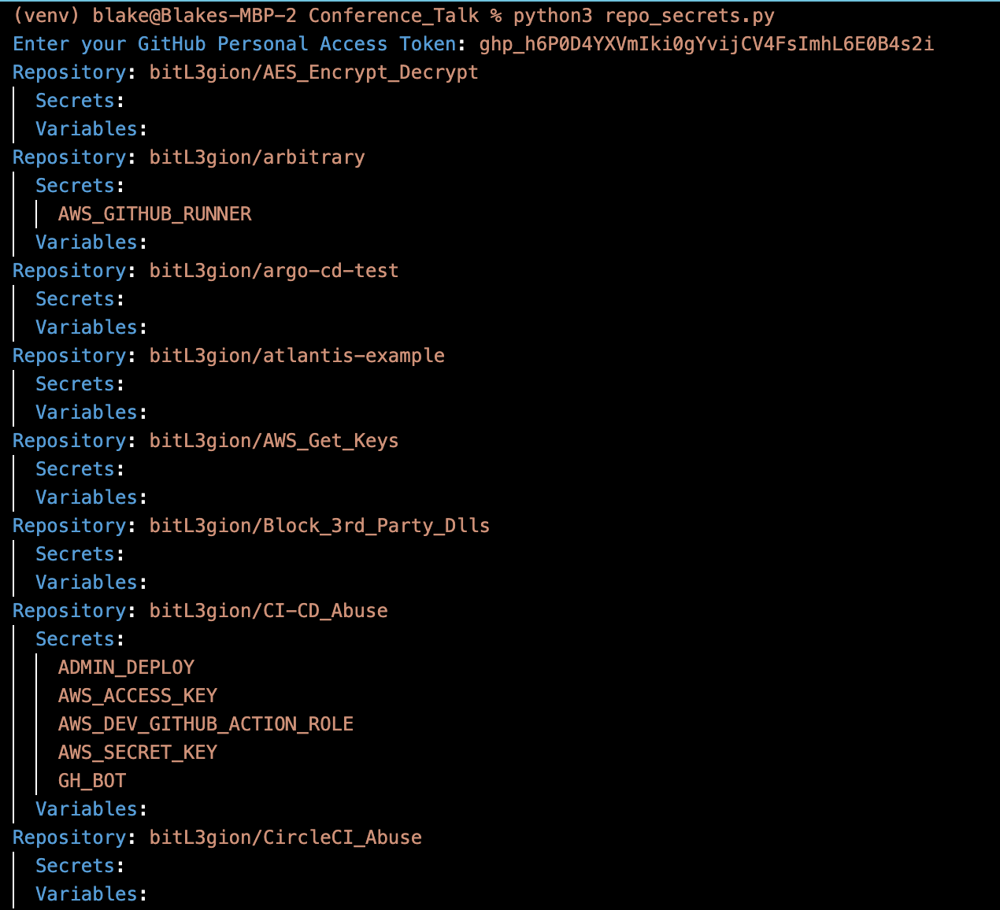 (venv) blake@Blakes-MBP-2 Conference_Talk % python3 repo_secrets.py
Enter your GitHub Personal Access Token: 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
Repository: bitL3gion/AES_Encrypt_Decrypt
Secrets:
Variables:
Repository: bitL3gion/arbitrary
Secrets:
AWS_GITHUB_RUNNER
Variables:
Repository: bitL3gion/argo-cd-test
Secrets:
Variables:
Repository: bitL3gion/atlantis-example
Secrets:
Variables:
Repository: bitL3gion/AWS_Get_Keys
Secrets:
Variables:
Repository: bitL3gion/Block_3rd_Party_Dlls
Secrets:
Variables:
Repository: bitL3gion/CI-CD_Abuse
Secrets:
ADMIN_DEPLOY
AWS_ACCESS_KEY
AWS_DEV_GITHUB_ACTION_ROLE
AWS_SECRET_KEY
GH_BOT
Variables:
Repository: bitL3gion/CircleCI_Abuse
Secrets:
Variables: